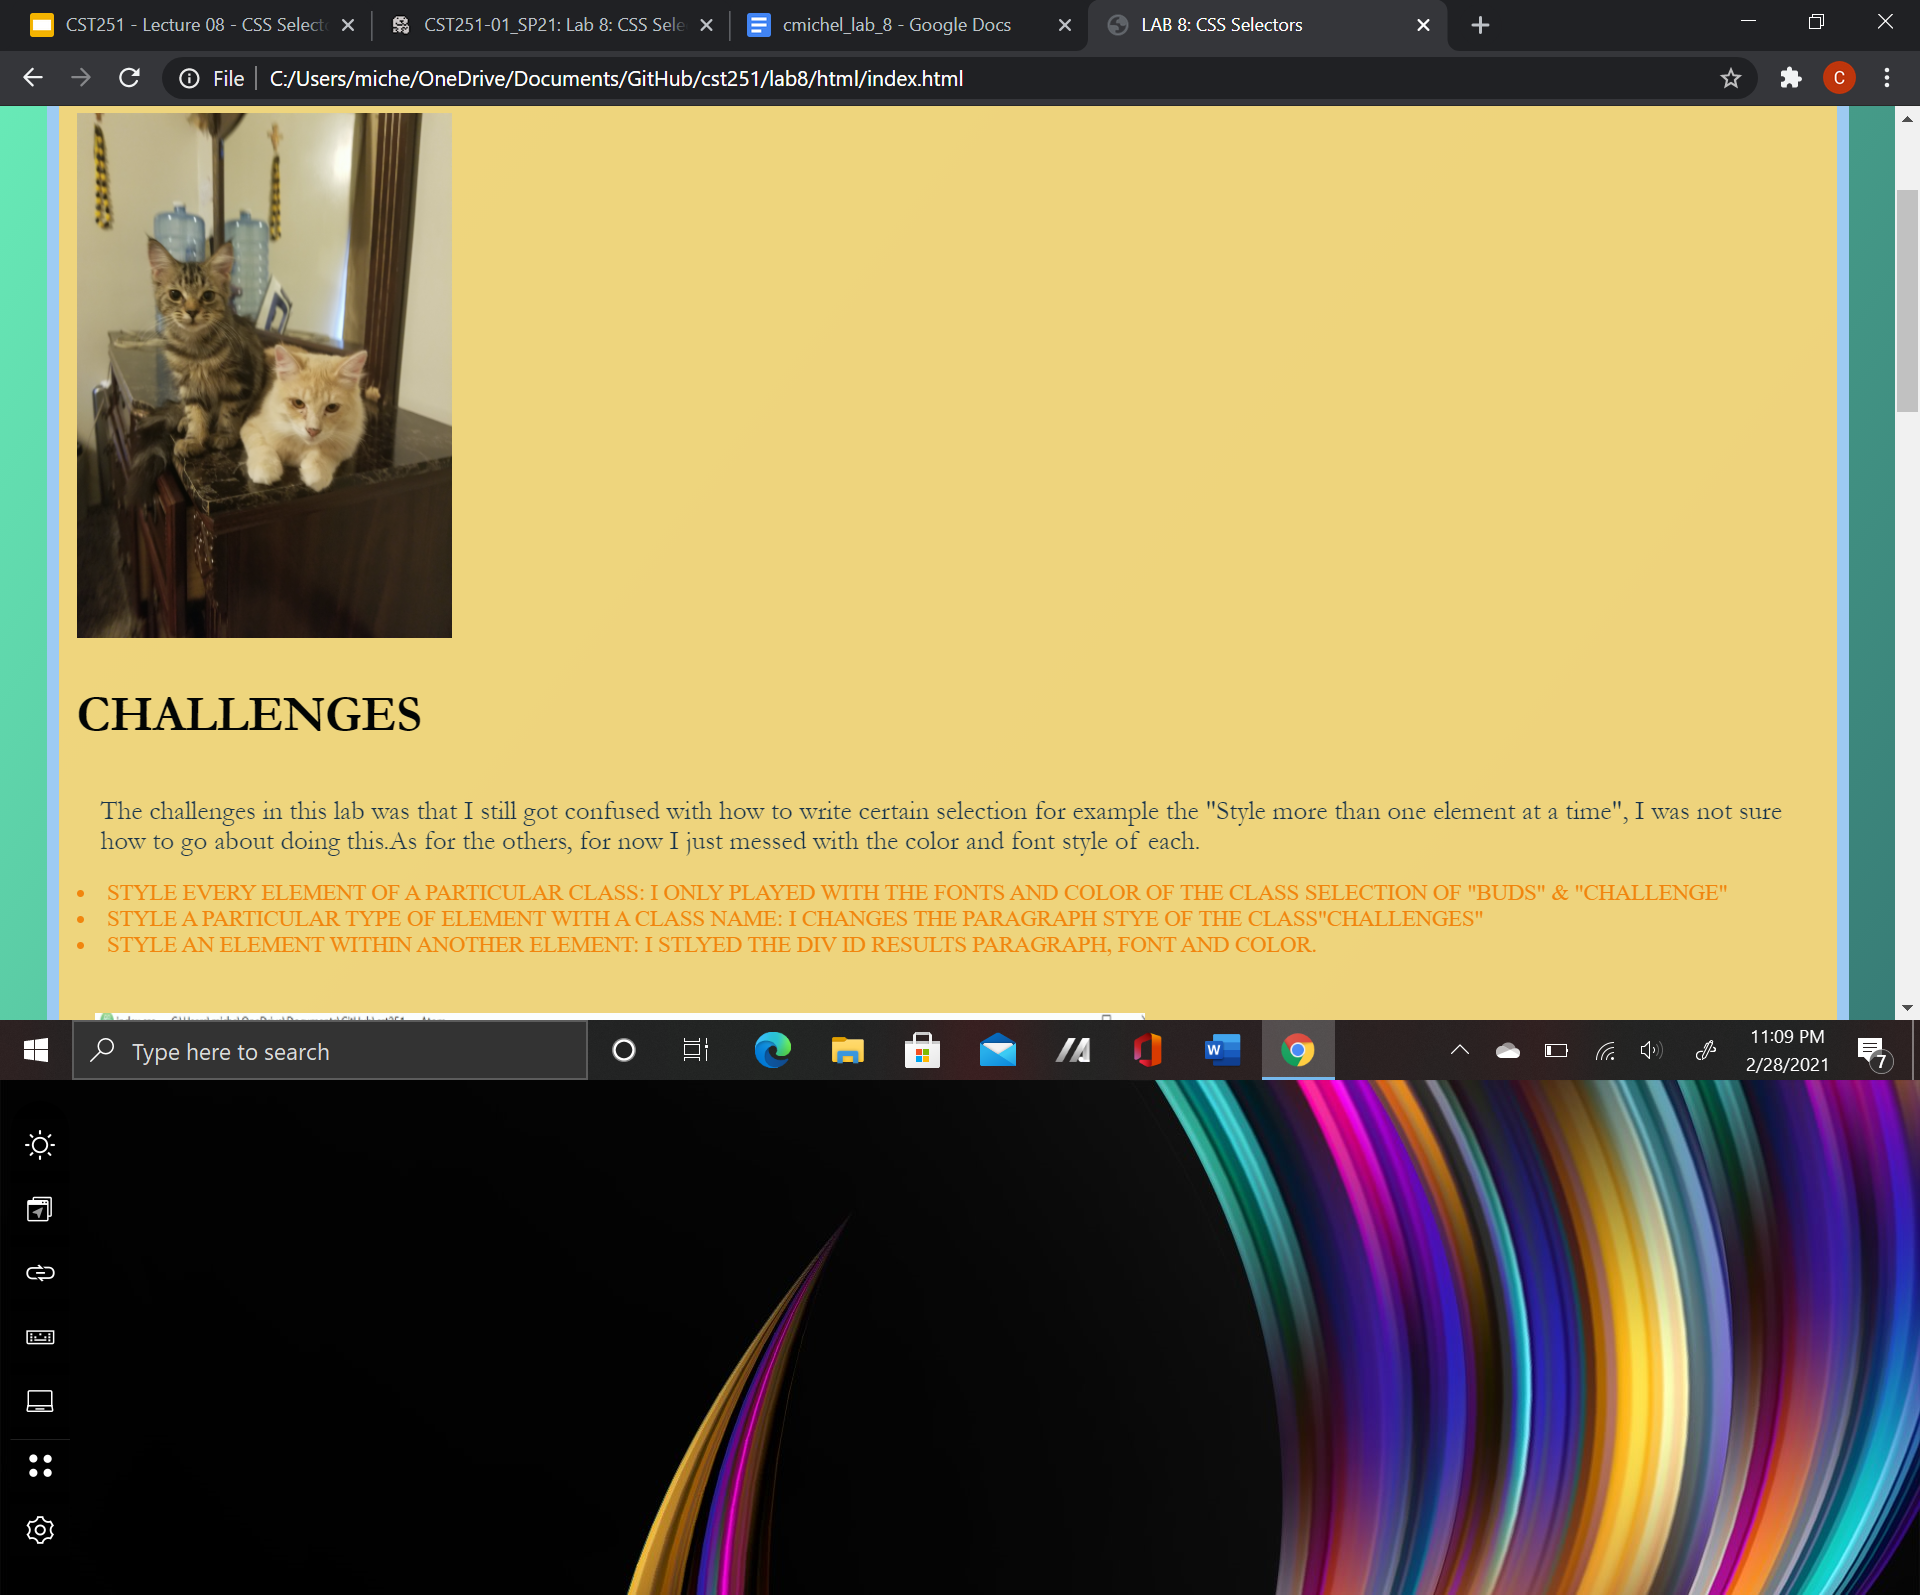 CST251 - Lecture 08 - CSS Select
CST251-01_SP21: Lab 8: CSS Sele
cmichel_lab_8 - Google Docs
LAB 8: CSS Selectors
File
C:/Users/miche/OneDrive/Documents/GitHub/cst251/lab8/html/index.html
C
CHALLENGES
The challenges in this lab was that I still got confused with how to write certain selection for example the "Style more than one element at a time", I was not sure
how to go about doing this.As for the others, for now I just messed with the color and font style of each.
• STYLE EVERY ELEMENT OF A PARTICULAR CLASS: I ONLY PLAYED WITH THE FONTS AND COLOR OF THE CLASS SELECTION OF "BUDS" & "CHALLENGE"
• STYLE A PARTICULAR TYPE OF ELEMENT WITH A CLASS NAME: I CHANGES THE PARAGRAPH STYE OF THE CLASS"CHALLENGES"
• STYLE AN ELEMENT WITHIN ANOTHER ELEMENT: I STLYED THE DIV ID RESULTS PARAGRAPH, FONT AND COLOR.
Type here to search
W
11:09 PM
2/28/2021
7